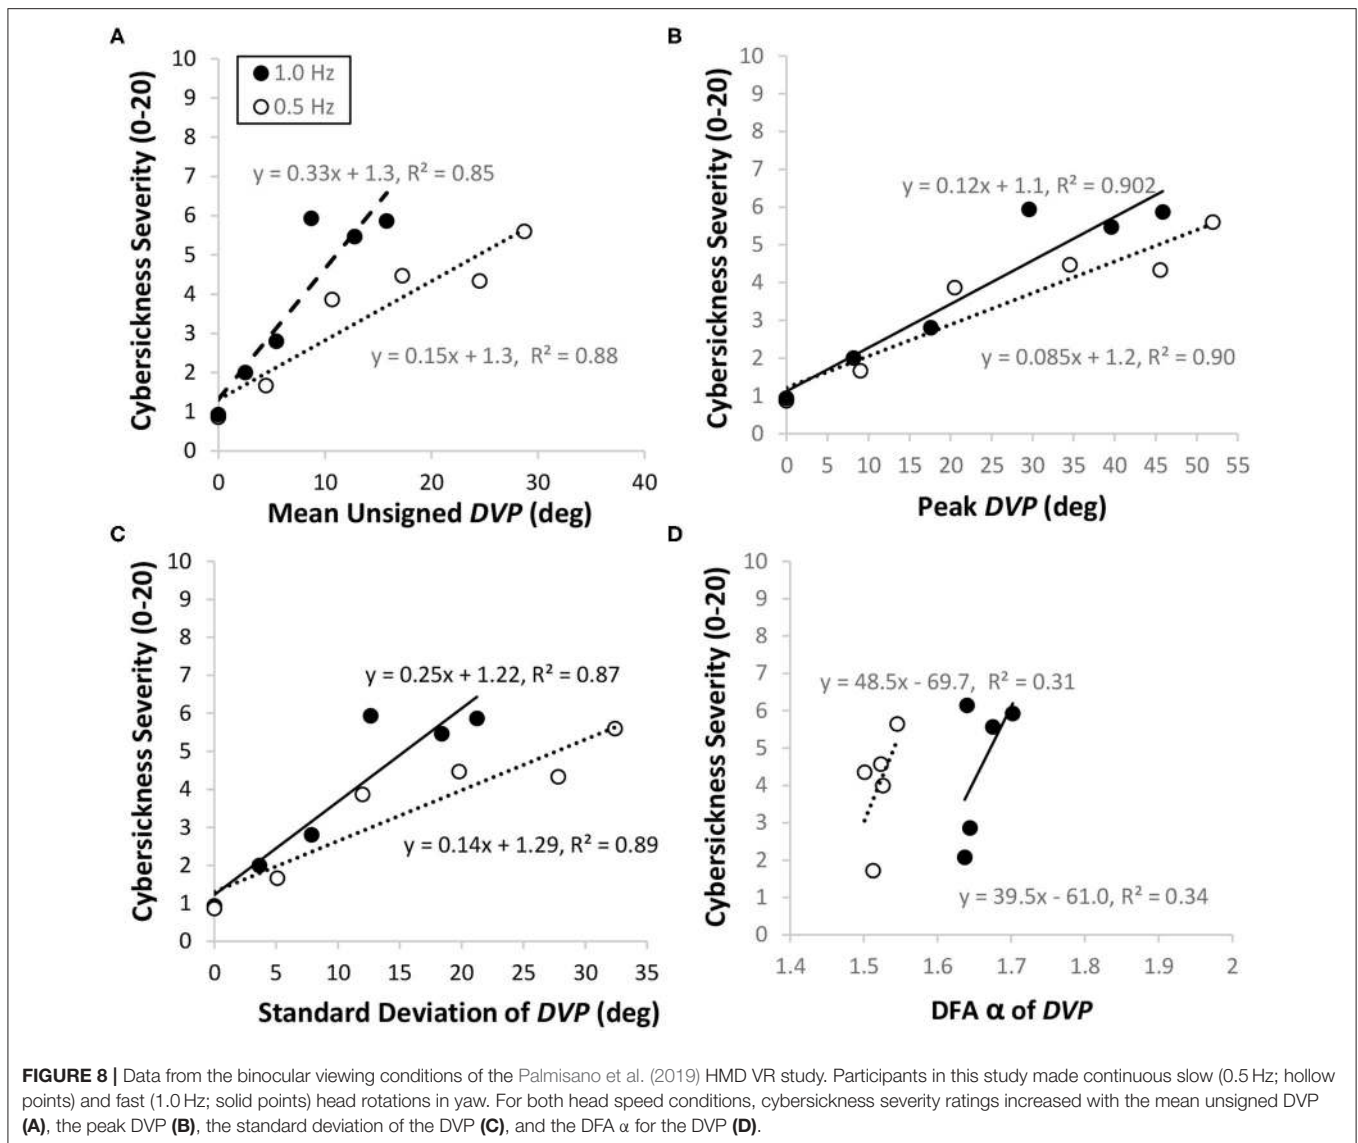 A
Cybersickness Severity (0-20)
10
9
8
7
6
5
4
3
2
1
0
1.0 Hz
0.5 Hz
y = 0.33x + 1.3, R² = 0.85
y = 0.15x + 1.3, R² = 0.88
0 10 20 30 40
Mean Unsigned DVP (deg)
B
Cybersickness Severity (0-20)
10
9
8
7
6
5
4
3
2
1
0
y = 0.12x + 1.1, R² = 0.902
y = 0.085x + 1.2, R² = 0.90
0 5 10 15 20 25 30 35 40 45 50 55
Peak DVP (deg)
C
Cybersickness Severity (0-20)
10
9
8
7
6
5
4
3
2
1
0
y = 0.25x + 1.22, R² = 0.87
y = 0.14x + 1.29, R² = 0.89
0 5 10 15 20 25 30 35
Standard Deviation of DVP (deg)
D
Cybersickness Severity (0-20)
10
9
8
7
6
5
4
3
2
1
0
y = 48.5x - 69.7, R² = 0.31
y = 39.5x - 61.0, R² = 0.34
1.4 1.5 1.6 1.7 1.8 1.9 2
DFA α of DVP
FIGURE 8 | Data from the binocular viewing conditions of the Palmisano et al. (2019) HMD VR study. Participants in this study made continuous slow (0.5 Hz; hollow
points) and fast (1.0 Hz; solid points) head rotations in yaw. For both head speed conditions, cybersickness severity ratings increased with the mean unsigned DVP
(A), the peak DVP (B), the standard deviation of the DVP (C), and the DFA α for the DVP (D).